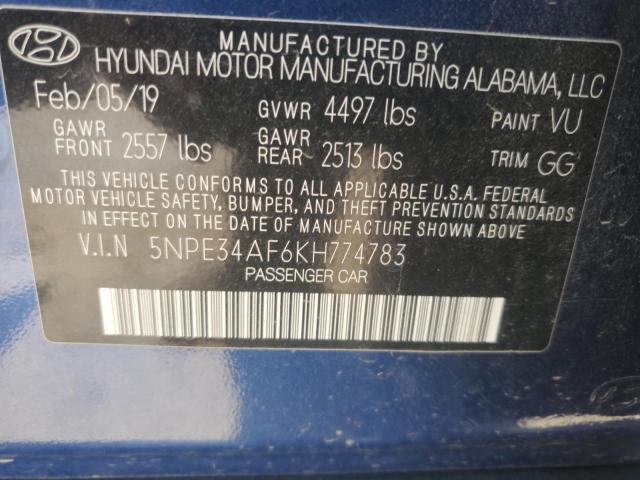 MANUFACTURED BY
HYUNDAI MOTOR MANUFACTURING ALABAMA, LLC
Feb/05/19 GVWR 4497 lbs PAINT VU
GAWR FRONT 2557 lbs GAWR REAR 2513 lbs TRIM GG
THIS VEHICLE CONFORMS TO ALL APPLICABLE U.S.A. FEDERAL
MOTOR VEHICLE SAFETY, BUMPER, AND THEFT PREVENTION STANDARDS
IN EFFECT ON THE DATE OF MANUFACTURE SHOWN ABOVE.
V.I.N 5NPE34AF6KH774783
PASSENGER CAR